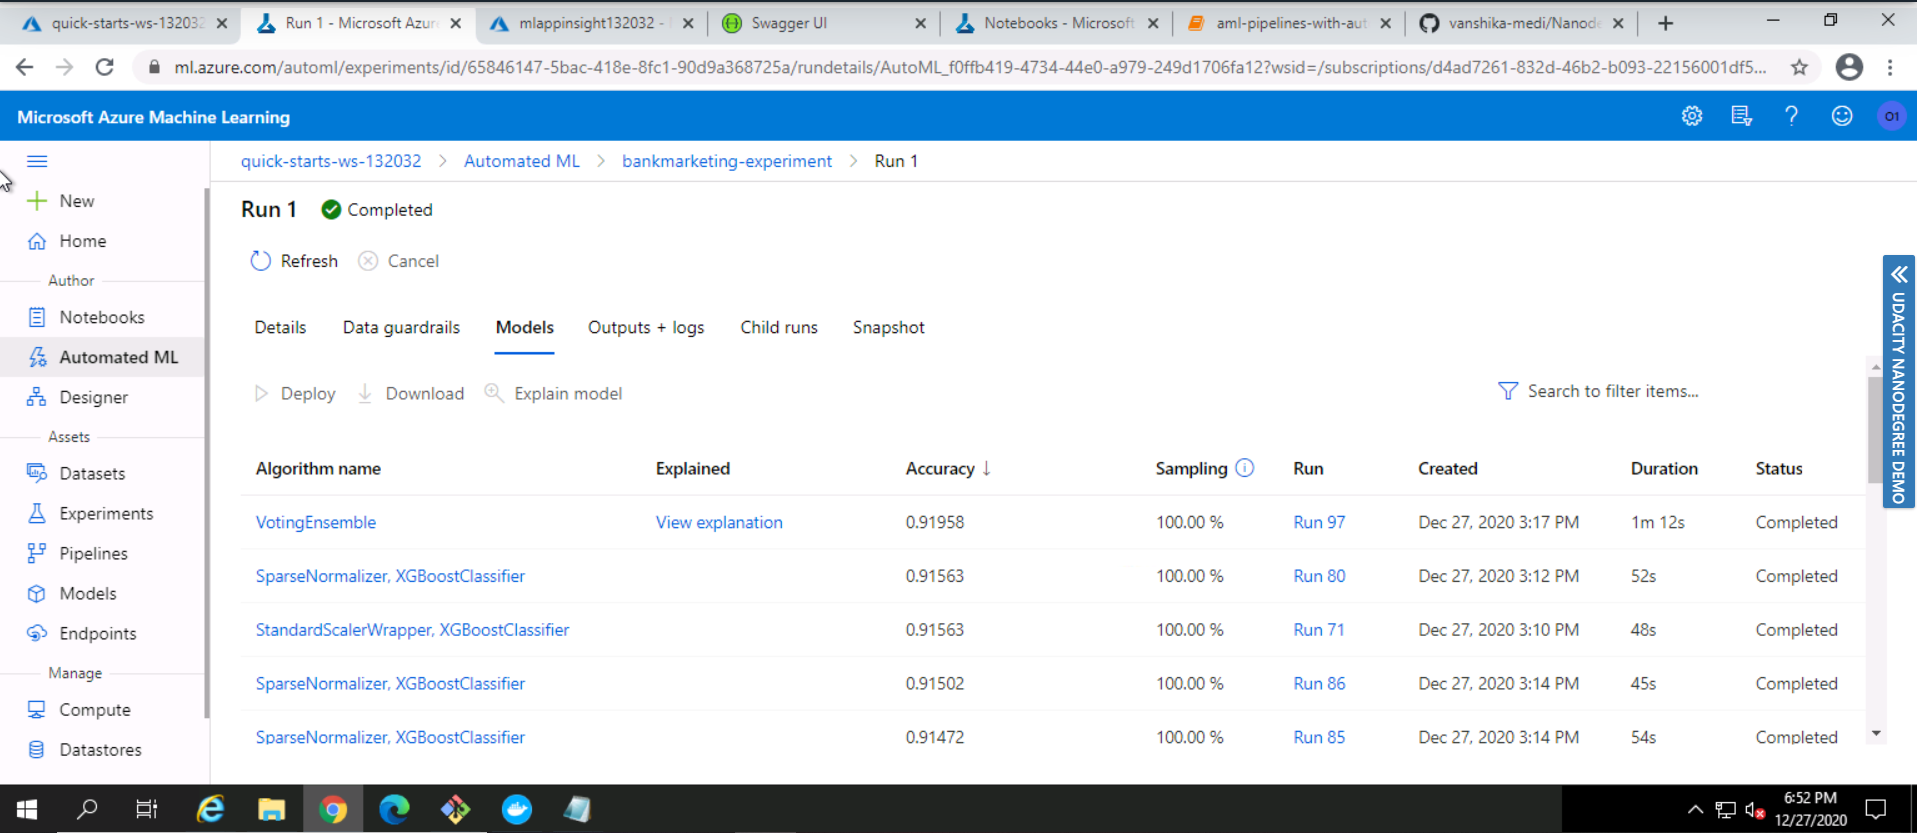 quick-starts-ws-132032 Run 1 - Microsoft Azure mlappinsight132032 - Swagger UI Notebooks - Microsoft aml-pipelines-with-aut vanshika-medi/Nanode
ml.azure.com/automl/experiments/id/65846147-5bac-418e-8fc1-90d9a368725a/rundetails/AutoML_f0ffb419-4734-44e0-a979-249d1706fa12?wsid=/subscriptions/d4ad7261-832d-46b2-b093-22156001df5...
Microsoft Azure Machine Learning
O1
quick-starts-ws-132032 > Automated ML > bankmarketing-experiment > Run 1
New
Home
Author
Notebooks
Automated ML
Designer
Assets
Datasets
Experiments
Pipelines
Models
Endpoints
Manage
Compute
Datastores
Run 1 Completed
Refresh Cancel
Details Data guardrails Models Outputs + logs Child runs Snapshot
Deploy Download Explain model Search to filter items...
Algorithm name Explained Accuracy ↓ Sampling Run Created Duration Status
VotingEnsemble View explanation 0.91958 100.00 % Run 97 Dec 27, 2020 3:17 PM 1m 12s Completed
SparseNormalizer, XGBoostClassifier 0.91563 100.00 % Run 80 Dec 27, 2020 3:12 PM 52s Completed
StandardScalerWrapper, XGBoostClassifier 0.91563 100.00 % Run 71 Dec 27, 2020 3:10 PM 48s Completed
SparseNormalizer, XGBoostClassifier 0.91502 100.00 % Run 86 Dec 27, 2020 3:14 PM 45s Completed
SparseNormalizer, XGBoostClassifier 0.91472 100.00 % Run 85 Dec 27, 2020 3:14 PM 54s Completed
UDACITY NANODEGREE DEMO
6:52 PM
12/27/2020